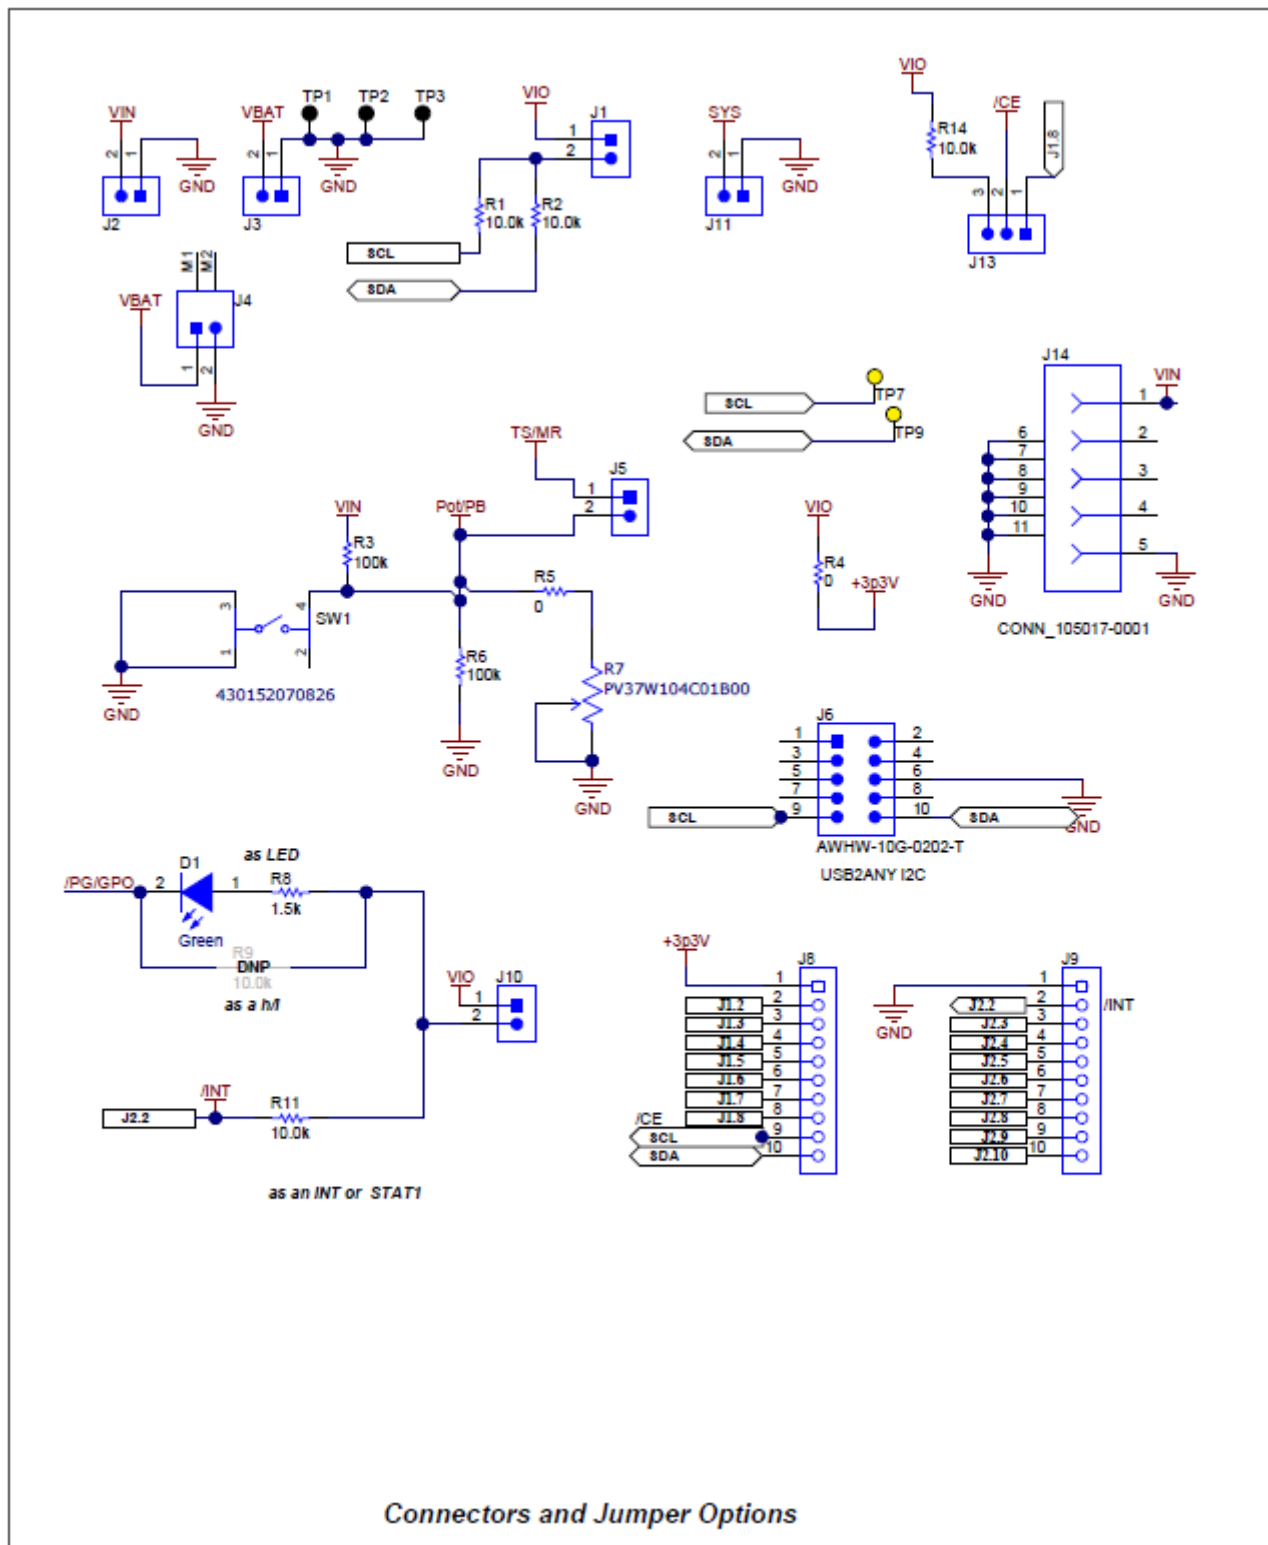 VIN
2
1
GND
J2
VBAT
TP1
TP2
TP3
2
1
GND
J3
VIO
J1
1
2
R1
10.0k
R2
10.0k
SCL
SDA
SYS
2
1
GND
J11
VIO
R14
10.0k
/CE
J1.8
3
2
1
J13
M1
M2
VBAT
J4
1
2
GND
SCL
TP7
SDA
TP9
J14
VIN
1
2
3
4
5
6
7
8
9
10
11
GND
GND
CONN_105017-0001
TS/MR
J5
1
2
VIN
Pot/PB
R3
100k
R5
0
3
4
1
2
SW1
GND
430152070826
R6
100k
GND
R7
PV37W104C01B00
GND
VIO
R4
0
+3p3V
J6
1
2
3
4
5
6
7
8
9
10
SCL
SDA
GND
AWHW-10G-0202-T
USB2ANY I2C
as LED
/PG/GPO
2
D1
1
R8
1.5k
Green
R9
DNP
10.0k
as a h/l
VIO
J10
1
2
/INT
J2.2
R11
10.0k
as an INT or STAT1
+3p3V
J8
1
J1.2
2
J1.3
3
J1.4
4
J1.5
5
J1.6
6
J1.7
7
J1.8
8
/CE
SCL
9
SDA
10
J9
1
GND
J2.2
2
/INT
J2.3
3
J2.4
4
J2.5
5
J2.6
6
J2.7
7
J2.8
8
J2.9
9
J2.10
10
Connectors and Jumper Options